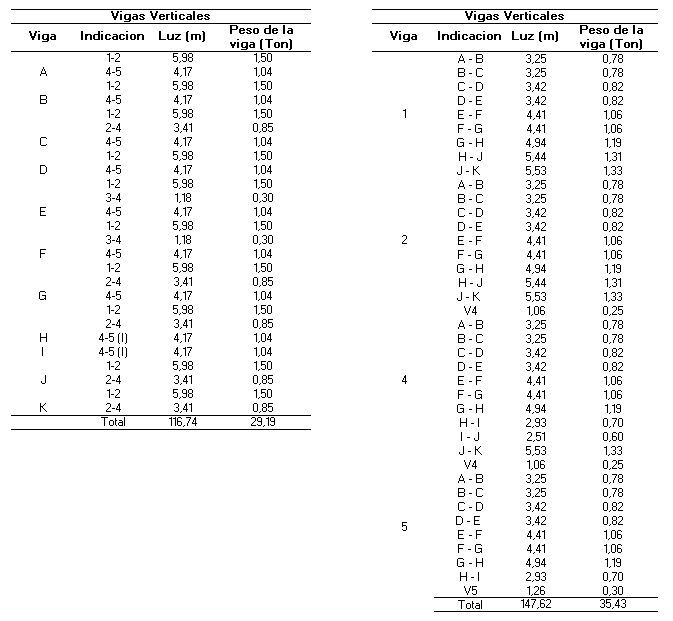 Vigas Verticales
Viga Indicacion Luz (m) Peso de la viga (Ton)
1-2 5,98 1,50
A 4-5 4,17 1,04
1-2 5,98 1,50
B 4-5 4,17 1,04
1-2 5,98 1,50
2-4 3,41 0,85
C 4-5 4,17 1,04
1-2 5,98 1,50
D 4-5 4,17 1,04
1-2 5,98 1,50
3-4 1,18 0,30
E 4-5 4,17 1,04
1-2 5,98 1,50
3-4 1,18 0,30
F 4-5 4,17 1,04
1-2 5,98 1,50
2-4 3,41 0,85
G 4-5 4,17 1,04
1-2 5,98 1,50
2-4 3,41 0,85
H 4-5 (I) 4,17 1,04
I 4-5 (I) 4,17 1,04
1-2 5,98 1,50
J 2-4 3,41 0,85
1-2 5,98 1,50
K 2-4 3,41 0,85
Total 116,74 29,19
Vigas Verticales
Viga Indicacion Luz (m) Peso de la viga (Ton)
A - B 3,25 0,78
B - C 3,25 0,78
C - D 3,42 0,82
D - E 3,42 0,82
1 E - F 4,41 1,06
F - G 4,41 1,06
G - H 4,94 1,19
H - J 5,44 1,31
J - K 5,53 1,33
A - B 3,25 0,78
B - C 3,25 0,78
C - D 3,42 0,82
D - E 3,42 0,82
2 E - F 4,41 1,06
F - G 4,41 1,06
G - H 4,94 1,19
H - J 5,44 1,31
J - K 5,53 1,33
V4 1,06 0,25
A - B 3,25 0,78
B - C 3,25 0,78
C - D 3,42 0,82
D - E 3,42 0,82
4 E - F 4,41 1,06
F - G 4,41 1,06
G - H 4,94 1,19
H - I 2,93 0,70
I - J 2,51 0,60
J - K 5,53 1,33
V4 1,06 0,25
A - B 3,25 0,78
B - C 3,25 0,78
C - D 3,42 0,82
5 D - E 3,42 0,82
E - F 4,41 1,06
F - G 4,41 1,06
G - H 4,94 1,19
H - I 2,93 0,70
V5 1,26 0,30
Total 147,62 35,43